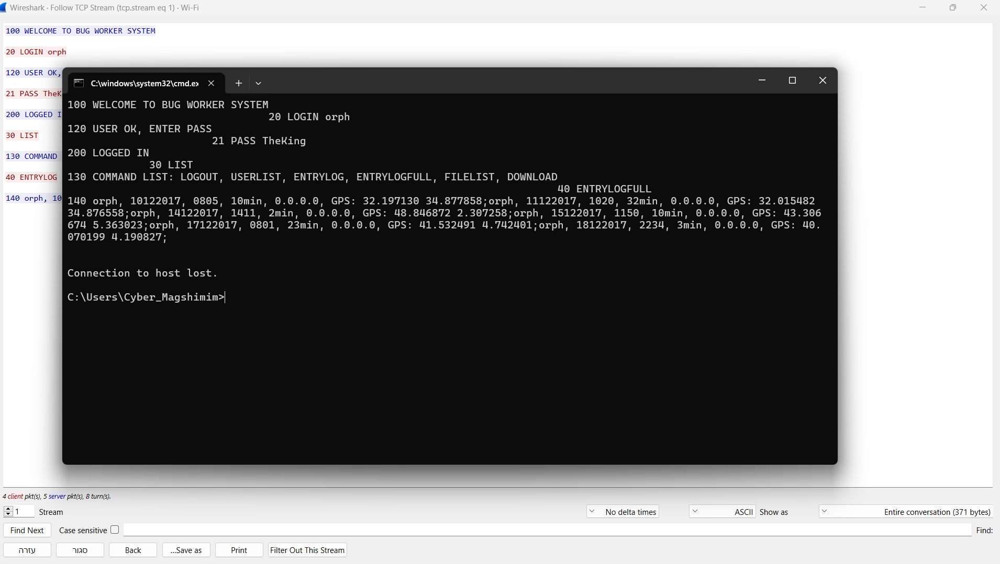 Wireshark · Follow TCP Stream (tcp.stream eq 1) · Wi-Fi
100 WELCOME TO BUG WORKER SYSTEM
20 LOGIN orph
120 USER OK,
21 PASS TheK
200 LOGGED I
30 LIST
130 COMMAND
40 ENTRYLOG
140 orph, 10
C:\windows\system32\cmd.ex
100 WELCOME TO BUG WORKER SYSTEM
20 LOGIN orph
120 USER OK, ENTER PASS
21 PASS TheKing
200 LOGGED IN
30 LIST
130 COMMAND LIST: LOGOUT, USERLIST, ENTRYLOG, ENTRYLOGFULL, FILELIST, DOWNLOAD
40 ENTRYLOGFULL
140 orph, 10122017, 0805, 10min, 0.0.0.0, GPS: 32.197130 34.877858;orph, 11122017, 1020, 32min, 0.0.0.0, GPS: 32.015482
34.876558;orph, 14122017, 1411, 2min, 0.0.0.0, GPS: 48.846872 2.307258;orph, 15122017, 1150, 10min, 0.0.0.0, GPS: 43.306
674 5.363023;orph, 17122017, 0801, 23min, 0.0.0.0, GPS: 41.532491 4.742401;orph, 18122017, 2234, 3min, 0.0.0.0, GPS: 40.
070199 4.190827;
Connection to host lost.
C:\Users\Cyber_Magshimim>
4 client pkt(s), 5 server pkt(s), 8 turn(s).
1 Stream No delta times ASCII Show as Entire conversation (371 bytes)
Find Next Case sensitive Find:
עזרה סגור Back ...Save as Print Filter Out This Stream